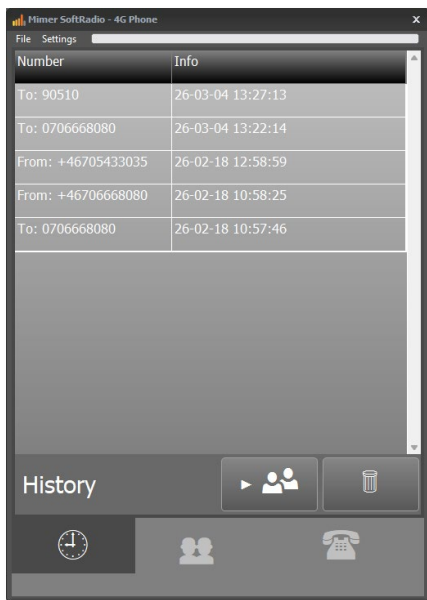 Mimer SoftRadio - 4G Phone x
File Settings
Number Info
To: 90510 26-03-04 13:27:13
To: 0706668080 26-03-04 13:22:14
From: +46705433035 26-02-18 12:58:59
From: +46706668080 26-02-18 10:58:25
To: 0706668080 26-02-18 10:57:46
History